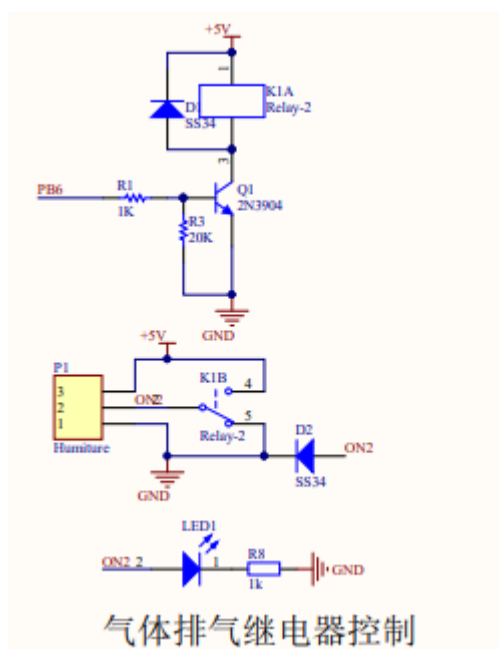 +5V
1
K1A
D1
Relay-2
SS34
3
PB6
R1
Q1
1K
2N3904
R3
20K
GND
+5V
P1
K1B
3
4
2
ON2
1
5
D2
Relay-2
ON2
Humiture
SS34
GND
LED1
ON2 2
1
R8
GND
1k
气体排气继电器控制